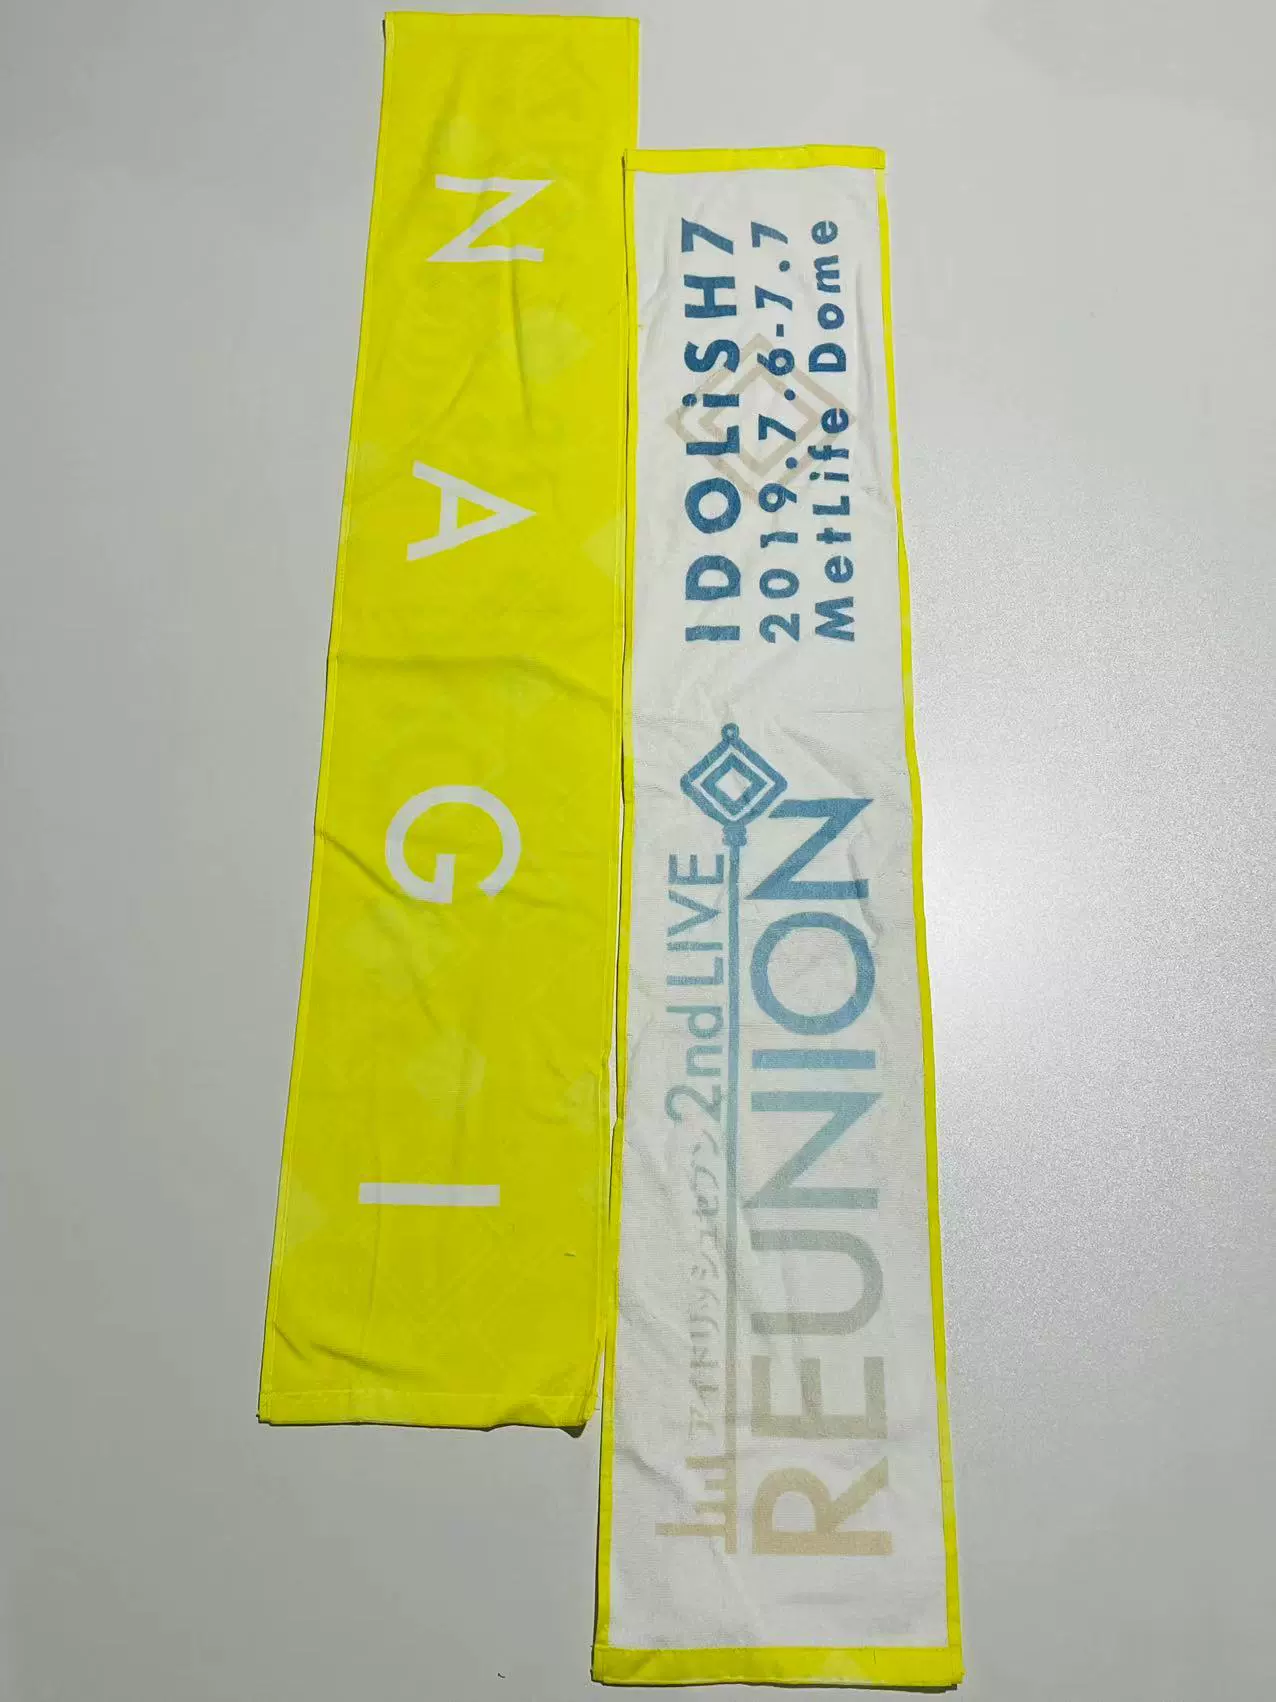 NAGI
IDOLiSH7
2019.7.6-7.7
MetLife Dome
アイドリッシュセブン 2nd LIVE
REUNION